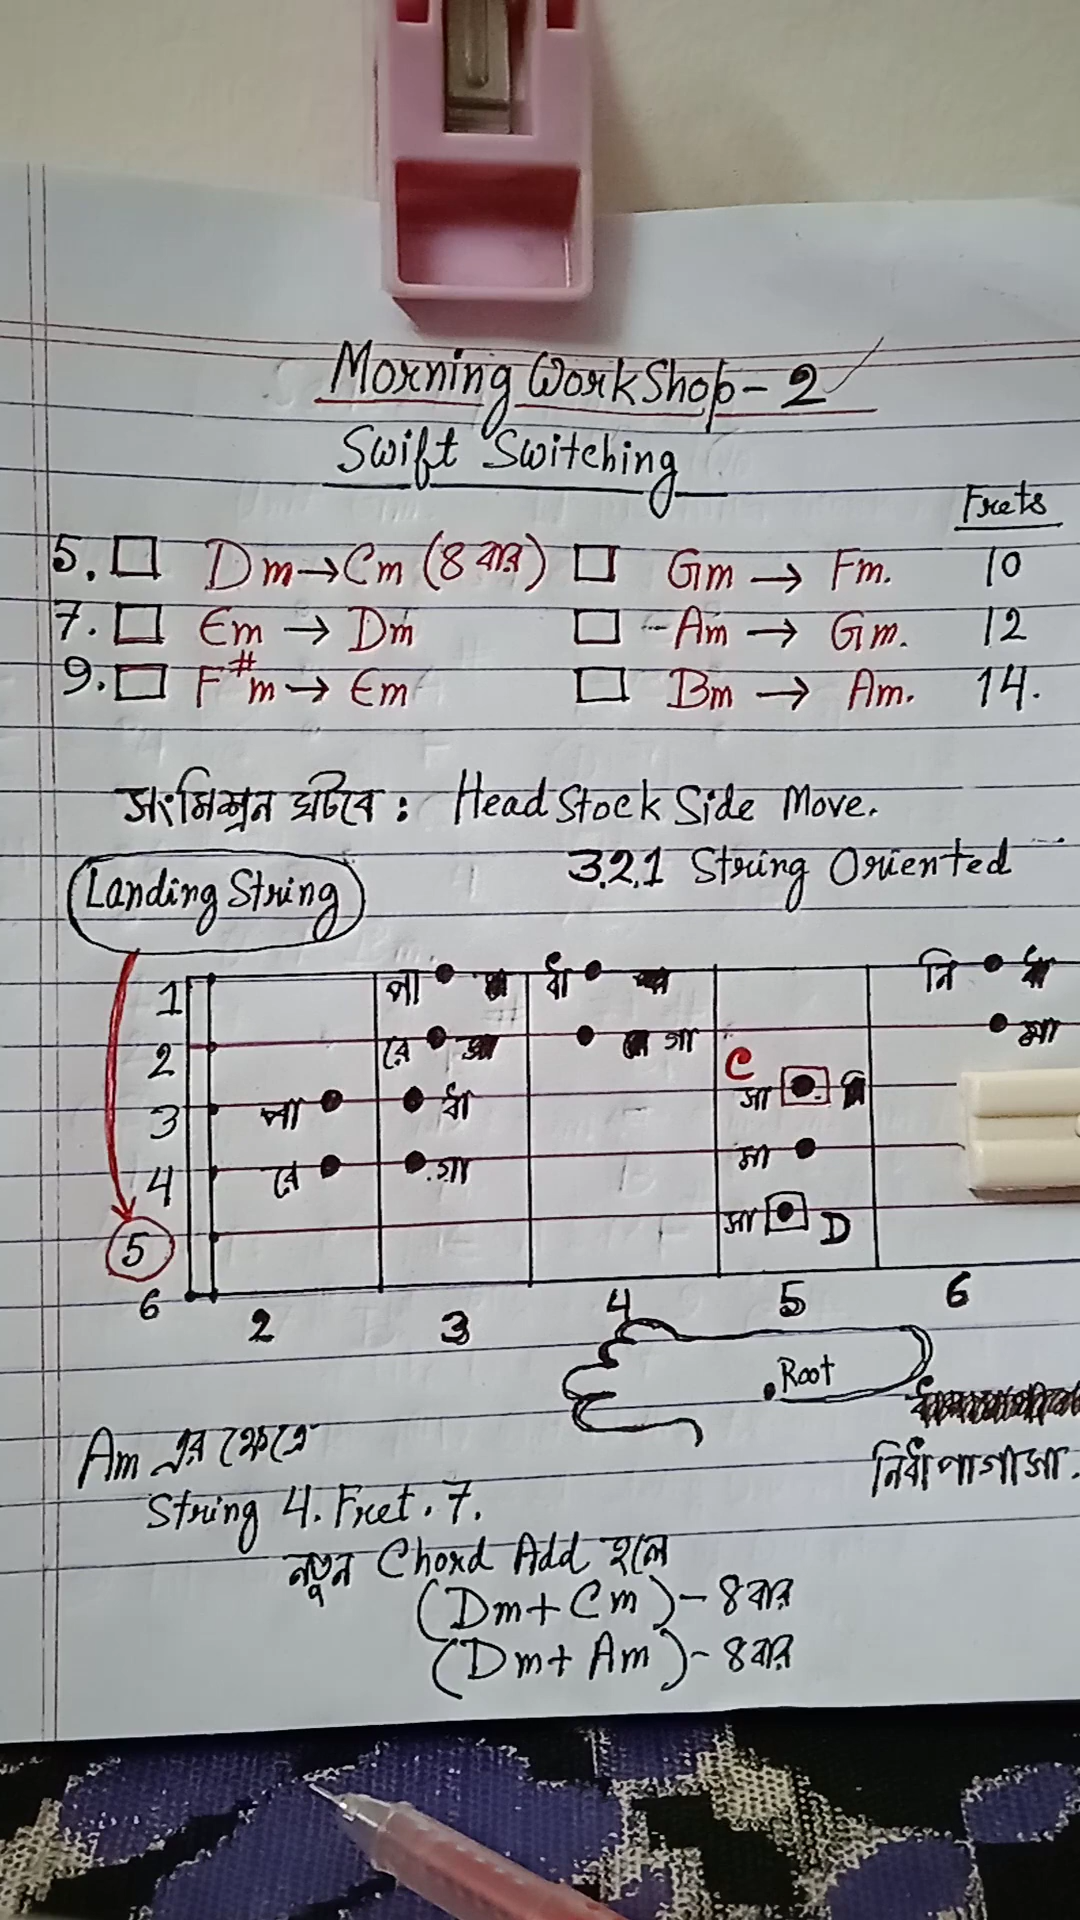 Morning WorkShop - 2
Swift Switching
Frets
5. Dm → Cm (8 বার) Gm → Fm. 10
7. Em → Dm Am → Gm. 12
9. F#m → Em Bm → Am. 14.
সংমিশ্রন ঘটবে : Head Stock Side Move.
3.2.1 String Oriented
Landing String
1 পা ধা নি
2 রে গা মা
C
3 পা ধা সা
4 রে গা মা
5 সা D
6
2 3 4 5 6
Root
Am এর ক্ষেত্রে
নিধাপাগাসা.
String 4. Fret. 7.
নতুন Chord Add হলে
(Dm + Cm) - 8 বার
(Dm + Am) - 8 বার